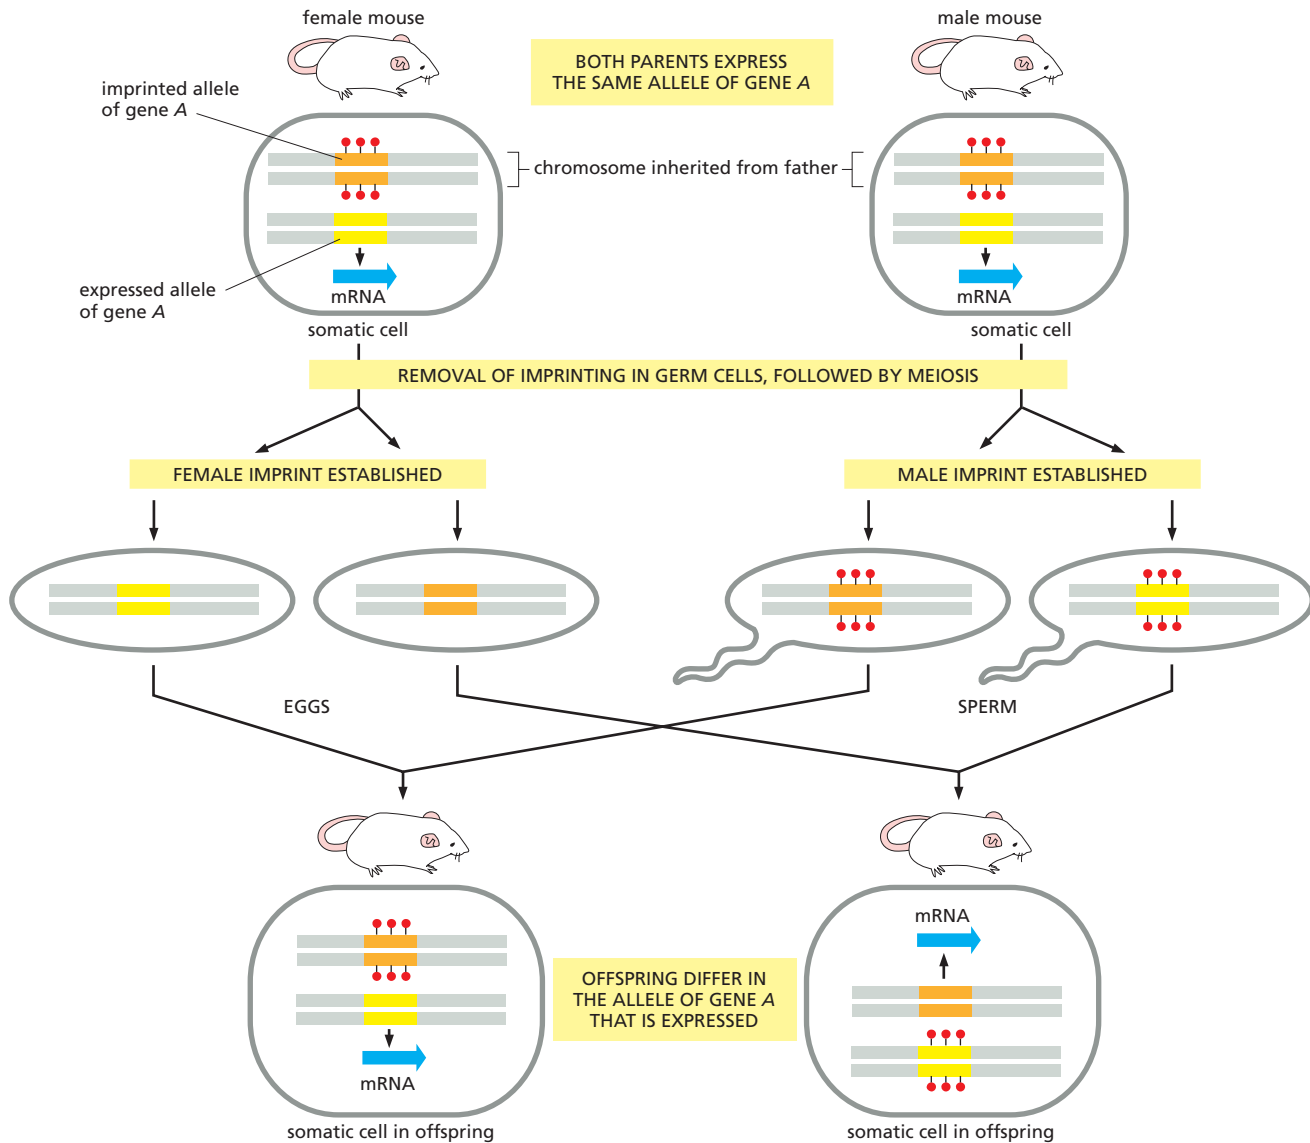 female mouse
male mouse
BOTH PARENTS EXPRESS
THE SAME ALLELE OF GENE A
imprinted allele
of gene A
chromosome inherited from father
expressed allele
of gene A
mRNA
mRNA
somatic cell
somatic cell
REMOVAL OF IMPRINTING IN GERM CELLS, FOLLOWED BY MEIOSIS
FEMALE IMPRINT ESTABLISHED
MALE IMPRINT ESTABLISHED
EGGS
SPERM
mRNA
OFFSPRING DIFFER IN
THE ALLELE OF GENE A
THAT IS EXPRESSED
mRNA
somatic cell in offspring
somatic cell in offspring